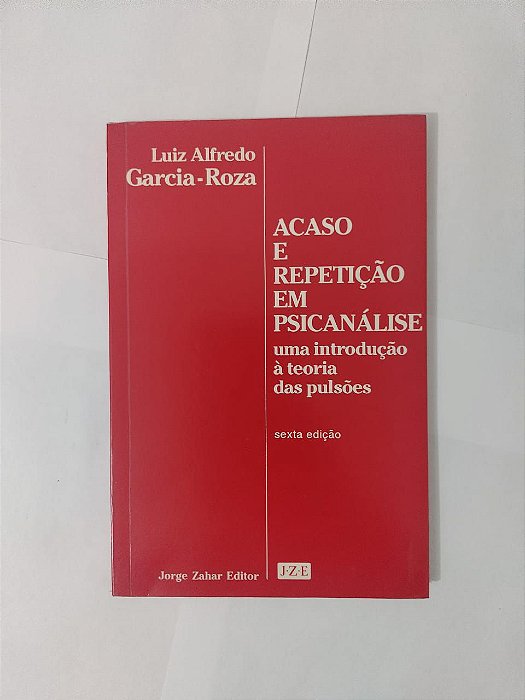 Luiz Alfredo
Garcia-Roza
ACASO
E
REPETIÇÃO
EM
PSICANÁLISE
uma introdução
à teoria
das pulsões
sexta edição
Jorge Zahar Editor
J·Z·E